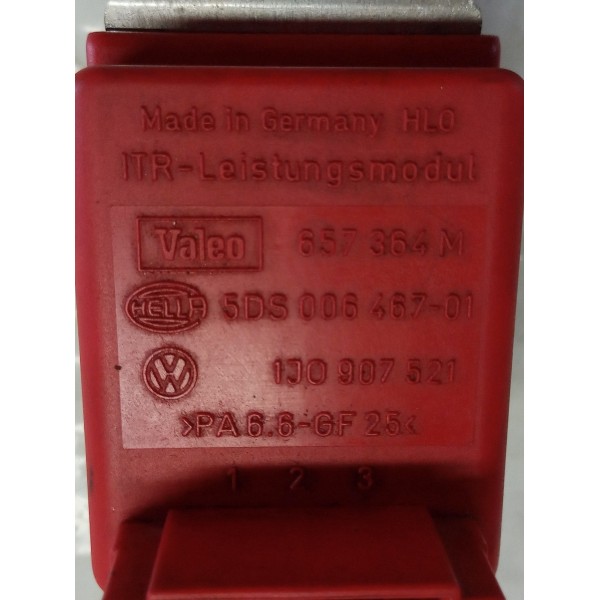 Made in Germany HLO
ITR-Leistungsmodul
Valeo 657 364 M
HELLA 5DS 006 467-01
VW 1J0 907 521
>PA 6.6-GF 25<
1 2 3